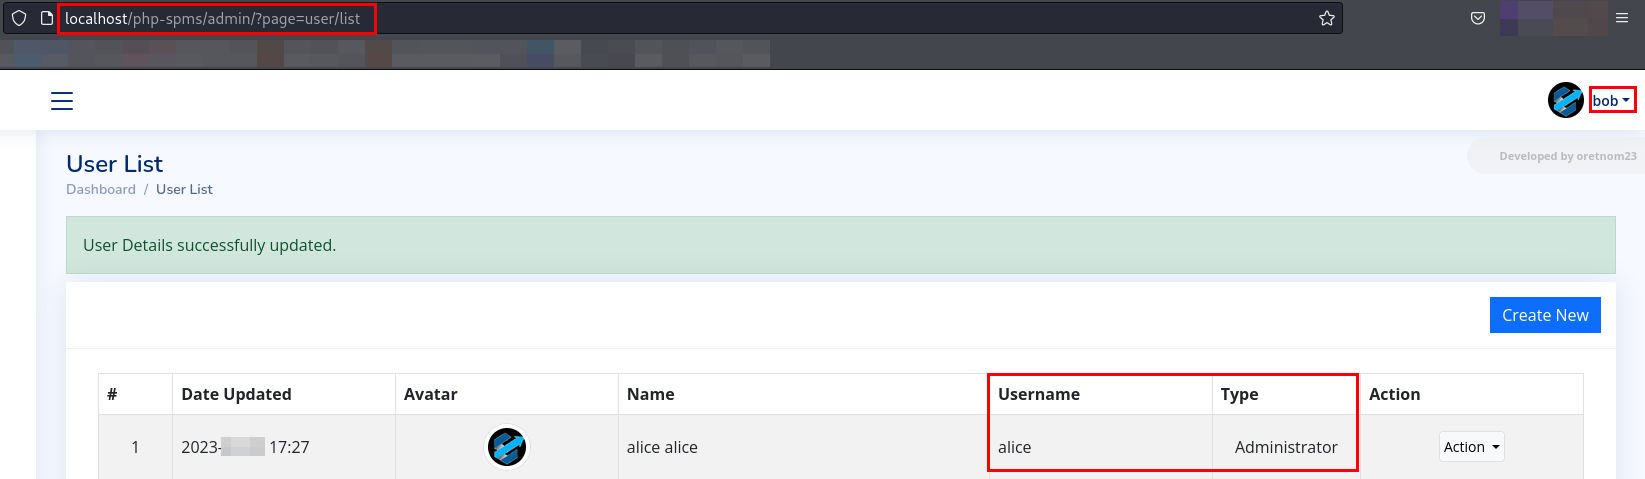 localhost/php-spms/admin/?page=user/list
bob
User List
Developed by oretnom23
Dashboard / User List
User Details successfully updated.
Create New
# Date Updated Avatar Name Username Type Action
1 2023- 17:27 alice alice alice Administrator Action